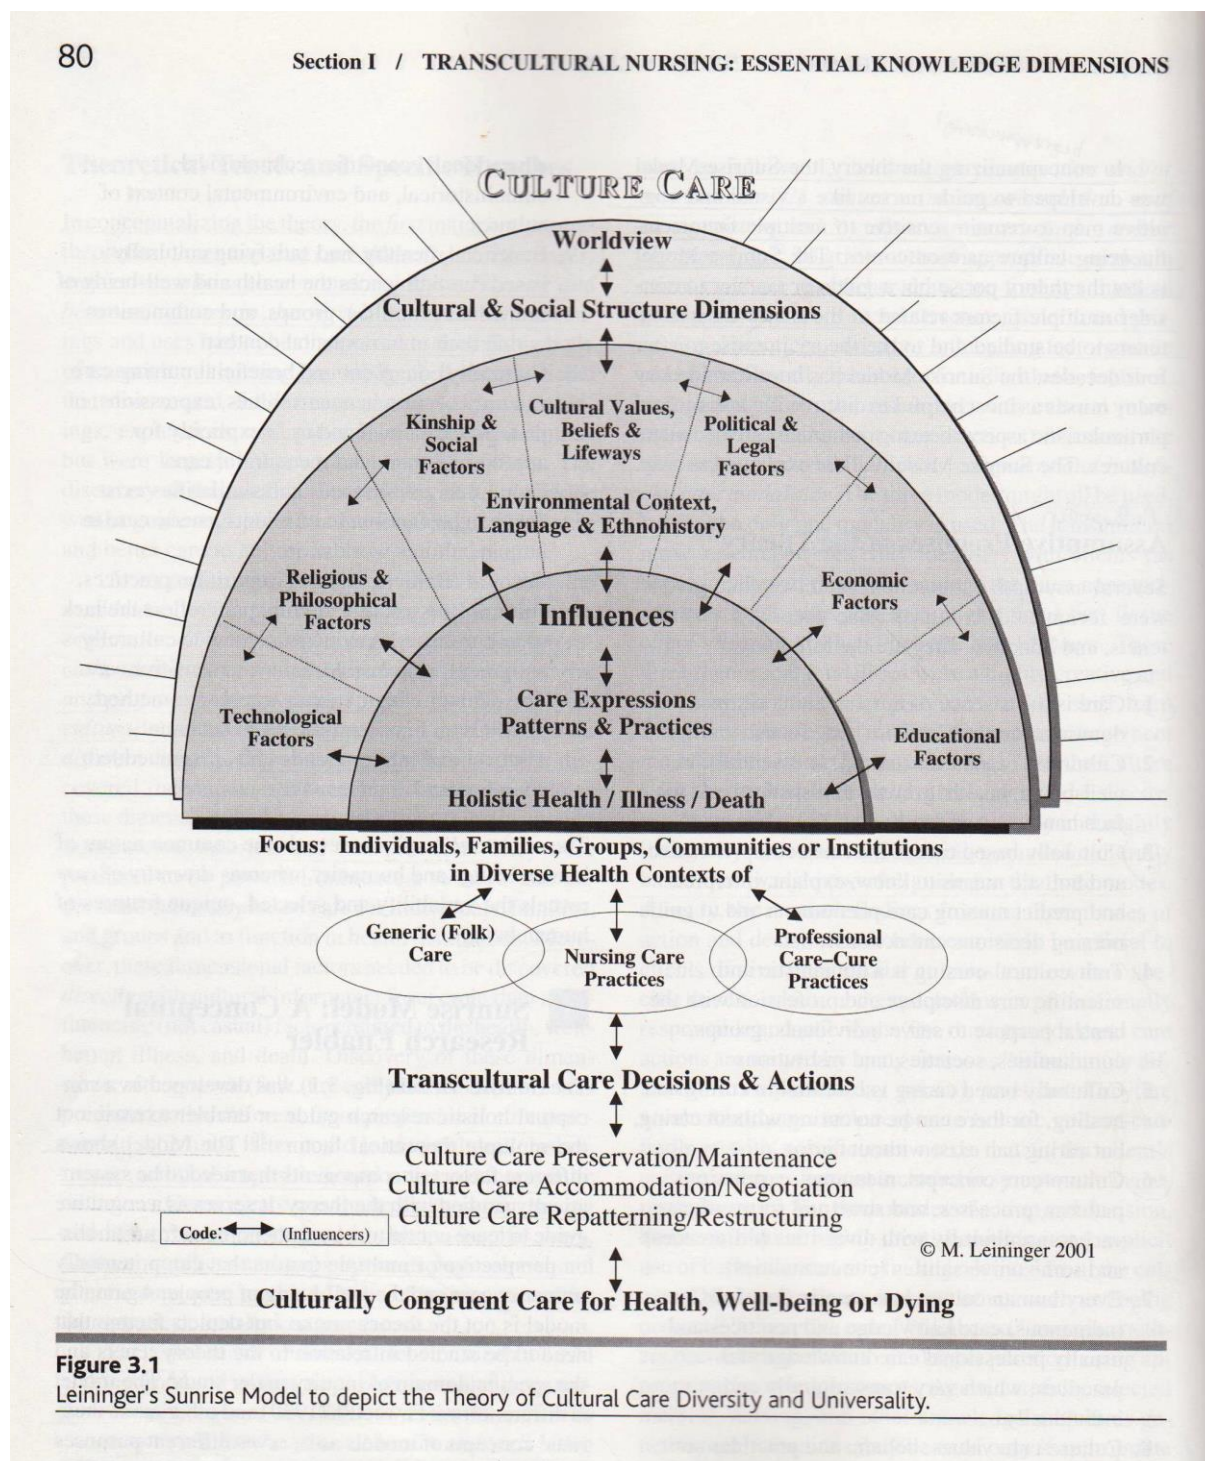 80
Section I / TRANSCULTURAL NURSING: ESSENTIAL KNOWLEDGE DIMENSIONS
CULTURE CARE
Worldview
Cultural & Social Structure Dimensions
Kinship &
Social
Factors
Cultural Values,
Beliefs &
Lifeways
Political &
Legal
Factors
Environmental Context,
Language & Ethnohistory
Religious &
Philosophical
Factors
Economic
Factors
Influences
Technological
Factors
Care Expressions
Patterns & Practices
Educational
Factors
Holistic Health / Illness / Death
Focus: Individuals, Families, Groups, Communities or Institutions
in Diverse Health Contexts of
Generic (Folk)
Care
Nursing Care
Practices
Professional
Care–Cure
Practices
Transcultural Care Decisions & Actions
Culture Care Preservation/Maintenance
Culture Care Accommodation/Negotiation
Culture Care Repatterning/Restructuring
Code: (Influencers)
© M. Leininger 2001
Culturally Congruent Care for Health, Well-being or Dying
Figure 3.1
Leininger's Sunrise Model to depict the Theory of Cultural Care Diversity and Universality.